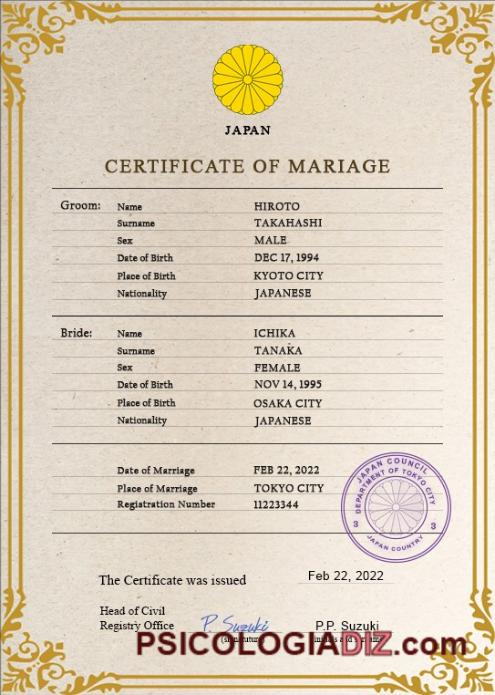 JAPAN
CERTIFICATE OF MARIAGE
Groom: Name HIROTO
Surname TAKAHASHI
Sex MALE
Date of Birth DEC 17, 1994
Place of Birth KYOTO CITY
Nationality JAPANESE
Bride: Name ICHIKA
Surname TANAKA
Sex FEMALE
Date of Birth NOV 14, 1995
Place of Birth OSAKA CITY
Nationality JAPANESE
Date of Marriage FEB 22, 2022
Place of Marriage TOKYO CITY
Registration Number 11223344
JAPAN COUNCIL
DEPARTMENT OF TOKYO CITY
3 3
JAPAN COUNTRY
The Certificate was issued Feb 22, 2022
Head of Civil
Registry Office P. Suzuki P.P. Suzuki
PSICOLOGIADIZ.com